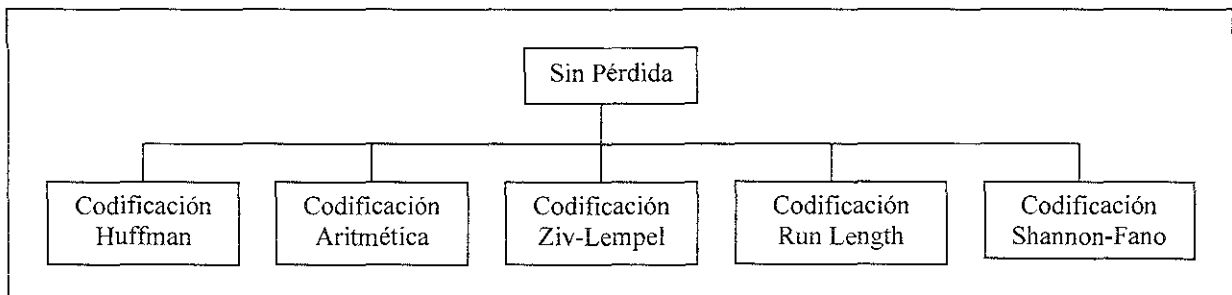 Sin Pérdida
Codificación
Huffman
Codificación
Aritmética
Codificación
Ziv-Lempel
Codificación
Run Length
Codificación
Shannon-Fano